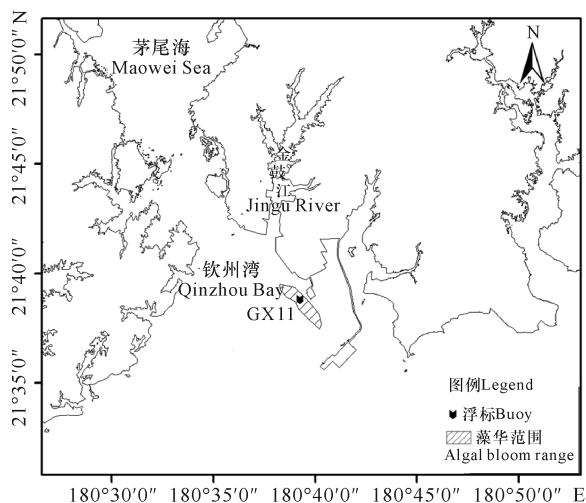 21°50′0″ N
21°45′0″
21°40′0″
21°35′0″
茅尾海
Maowei Sea
N
金鼓江
Jingu River
钦州湾
Qinzhou Bay
GX11
图例Legend
浮标Buoy
藻华范围
Algal bloom range
180°30′0″ 180°35′0″ 180°40′0″ 180°45′0″ 180°50′0″ E